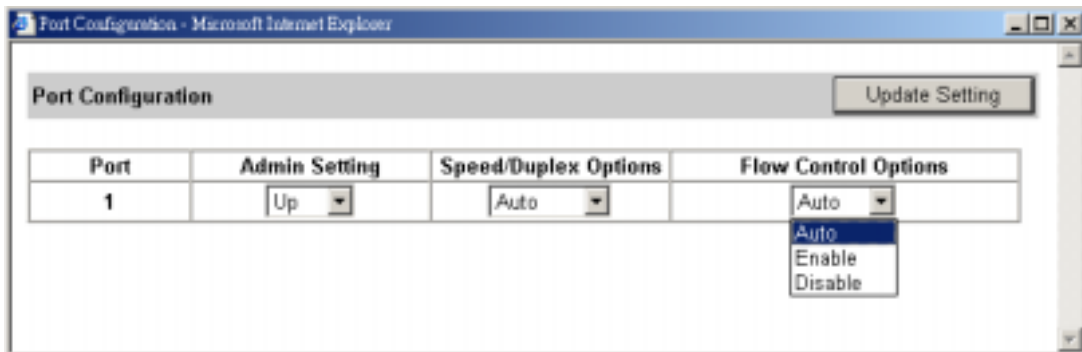 Port Configuration - Microsoft Internet Explorer
Port Configuration
Update Setting
Port Admin Setting Speed/Duplex Options Flow Control Options
1 Up Auto Auto
Auto
Enable
Disable